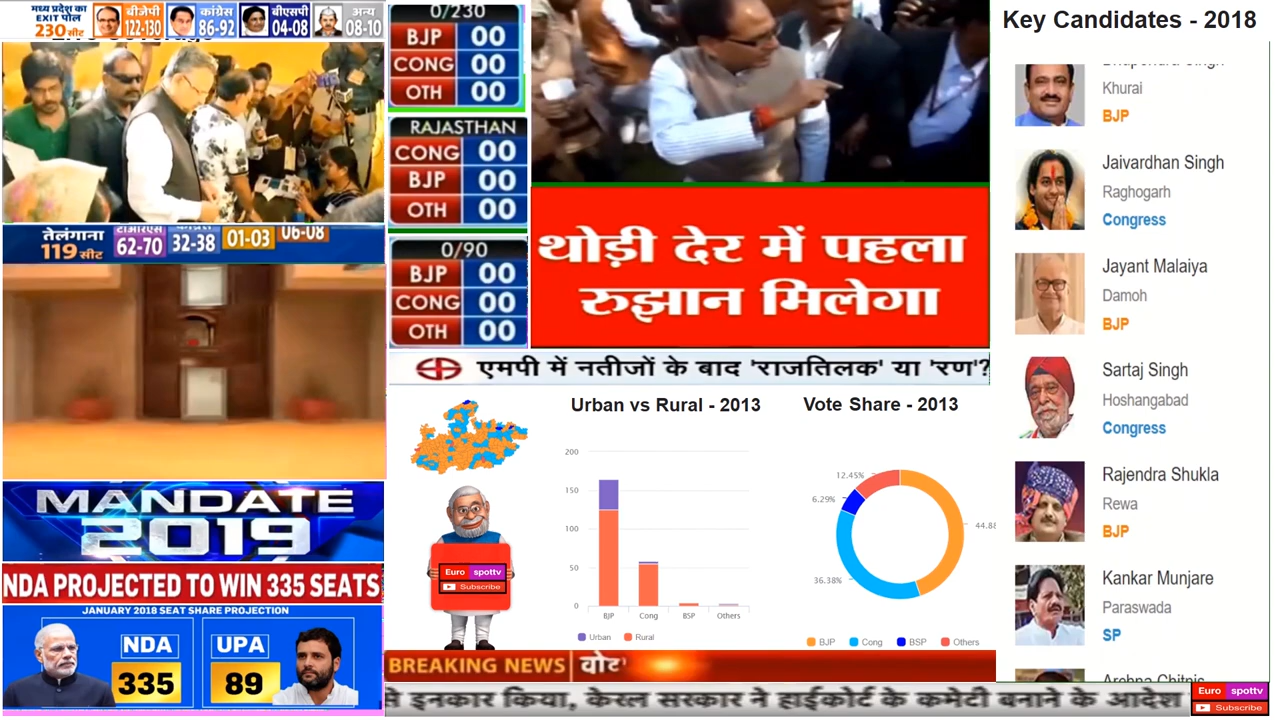 मध्य प्रदेश का
EXIT पोल
230 सीट
बीजेपी
122-130
कांग्रेस
86-92
बीएसपी
04-08
अन्य
08-10
तेलंगाना
119 सीट
टीआरएस
62-70
कांग्रेस
32-38
01-03
06-08
MANDATE
2019
NDA PROJECTED TO WIN 335 SEATS
JANUARY 2018 SEAT SHARE PROJECTION
NDA
335
UPA
89
0/230
BJP 00
CONG 00
OTH 00
RAJASTHAN
CONG 00
BJP 00
OTH 00
0/90
BJP 00
CONG 00
OTH 00
थोड़ी देर में पहला
रुझान मिलेगा
एमपी में नतीजों के बाद 'राजतिलक' या 'रण'?
Euro spottv
Subscribe
Urban vs Rural - 2013
200
150
100
50
0
BJP Cong BSP Others
Urban Rural
Vote Share - 2013
12.45%
6.29%
44.88
36.38%
BJP Cong BSP Others
Key Candidates - 2018
Khurai
BJP
Jaivardhan Singh
Raghogarh
Congress
Jayant Malaiya
Damoh
BJP
Sartaj Singh
Hoshangabad
Congress
Rajendra Shukla
Rewa
BJP
Kankar Munjare
Paraswada
SP
BREAKING NEWS वोट
से इनकार किया, केरल सरकार ने हाईकोर्ट के कमेटी बनाने के आदेश
Euro spottv
Subscribe